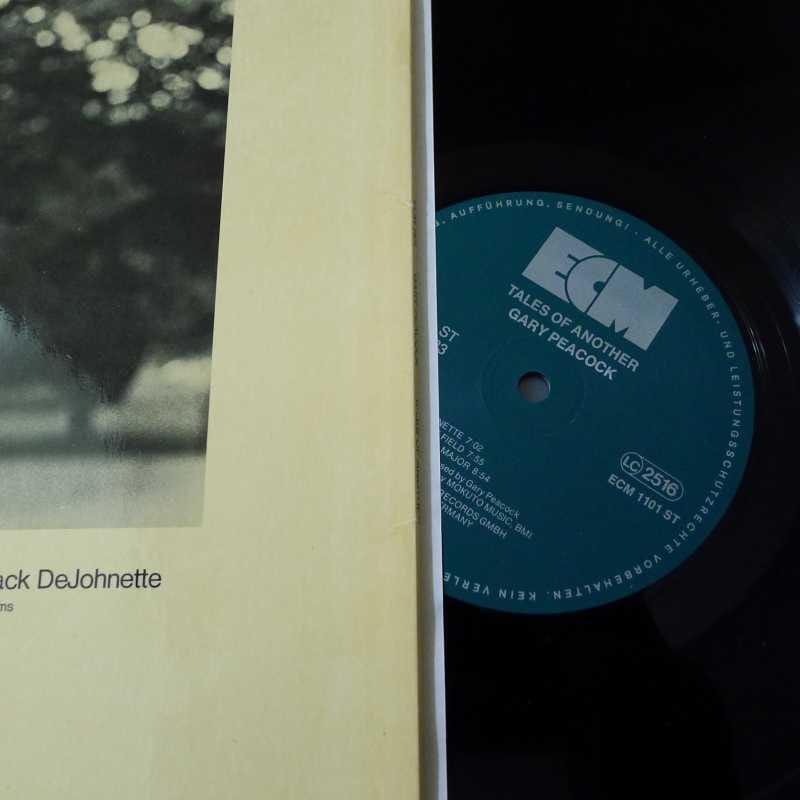 ack DeJohnette
ms
AUFFÜHRUNG, SENDUNG! · ALLE URHEBER- UND LEISTUNGSSCHUTZRECHTE VORBEHALTEN. KEIN VERLE
ECM
TALES OF ANOTHER
GARY PEACOCK
ST
NETTE 7.02
FIELD 7:55
MAJOR 8:54
sed by Gary Peacock
MOKUTO MUSIC, BMI
RECORDS GMBH
ERMANY
LC 2516
ECM 1101 ST